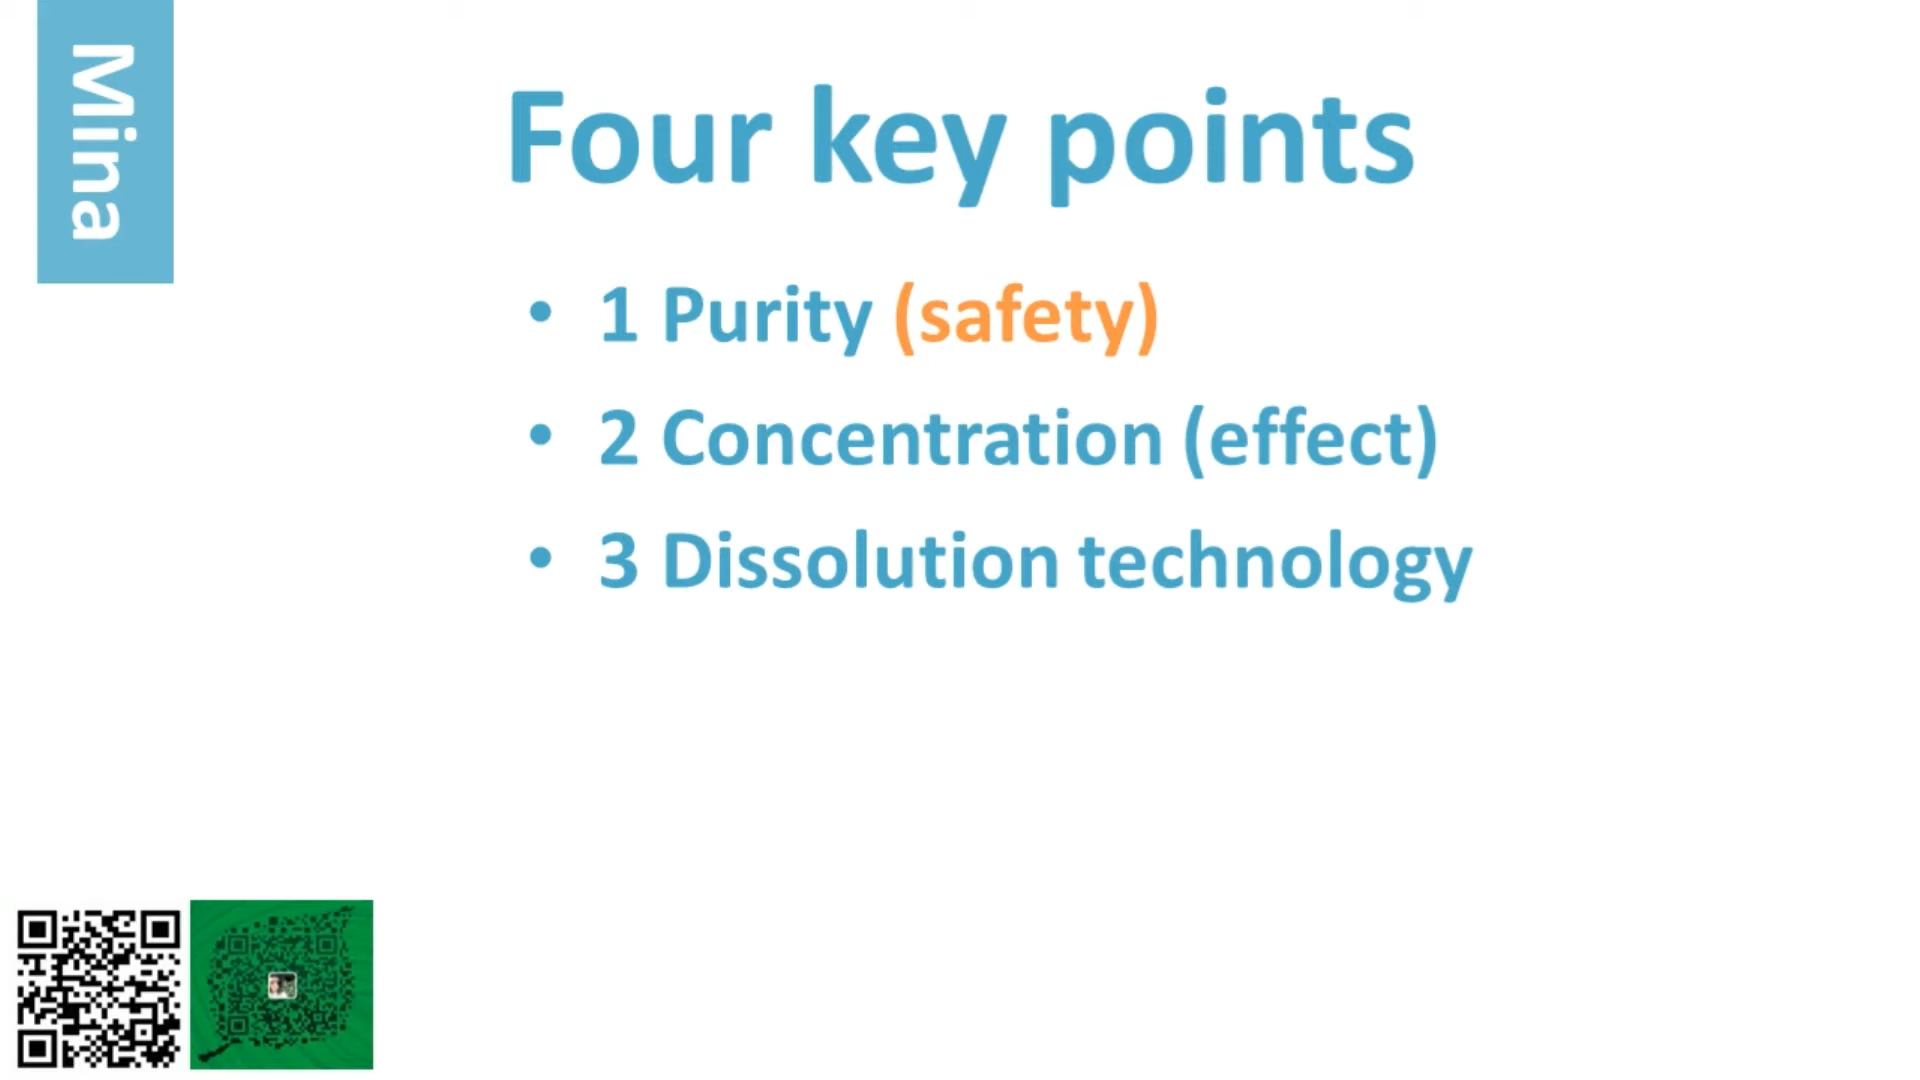 Mina
Four key points
• 1 Purity (safety)
• 2 Concentration (effect)
• 3 Dissolution technology